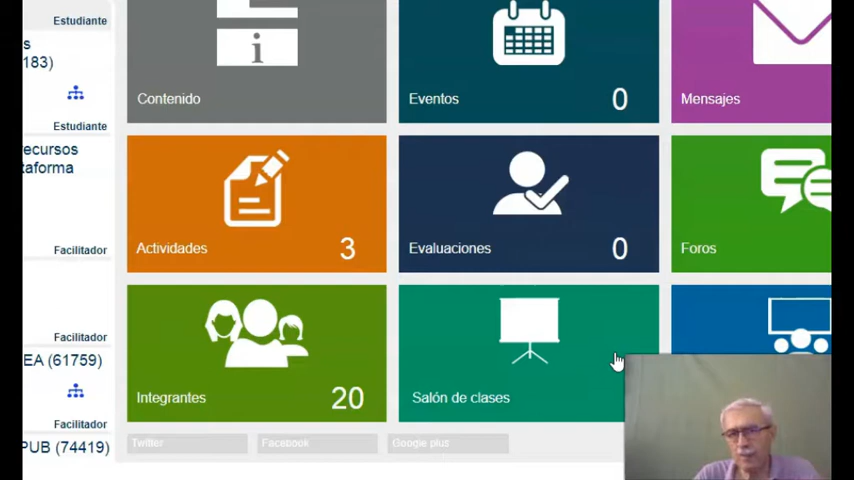 Estudiante
s
183)
Estudiante
ecursos
taforma
Facilitador
Facilitador
EA (61759)
Facilitador
PUB (74419)
i
Contenido
Eventos
0
Mensajes
Actividades
3
Evaluaciones
0
Foros
Integrantes
20
Salón de clases
Twitter
Facebook
Google plus